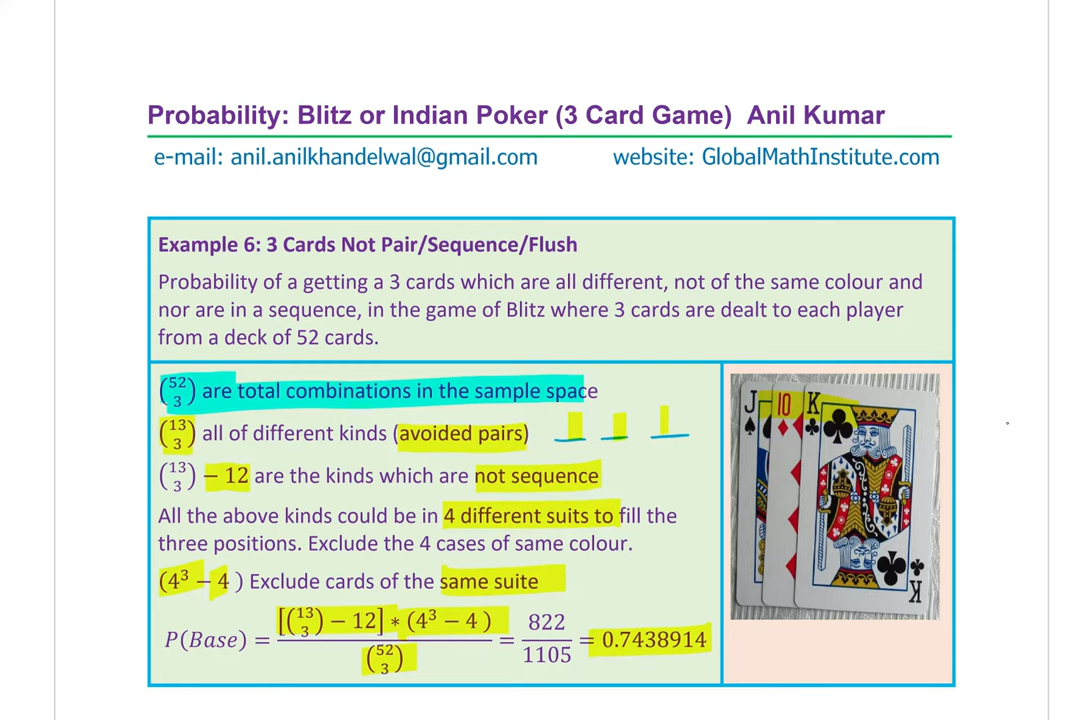 Probability: Blitz or Indian Poker (3 Card Game)  Anil Kumar
e-mail: anil.anilkhandelwal@gmail.com website: GlobalMathInstitute.com
Example 6: 3 Cards Not Pair/Sequence/Flush
Probability of a getting a 3 cards which are all different, not of the same colour and
nor are in a sequence, in the game of Blitz where 3 cards are dealt to each player
from a deck of 52 cards.
(52 3) are total combinations in the sample space
(13 3) all of different kinds (avoided pairs)
(13 3) − 12 are the kinds which are not sequence
All the above kinds could be in 4 different suits to fill the
three positions. Exclude the 4 cases of same colour.
(4³ − 4 ) Exclude cards of the same suite
P(Base) = [(13 3) − 12] ∗ (4³ − 4 ) / (52 3) = 822 / 1105 = 0.7438914
J 10 K
K